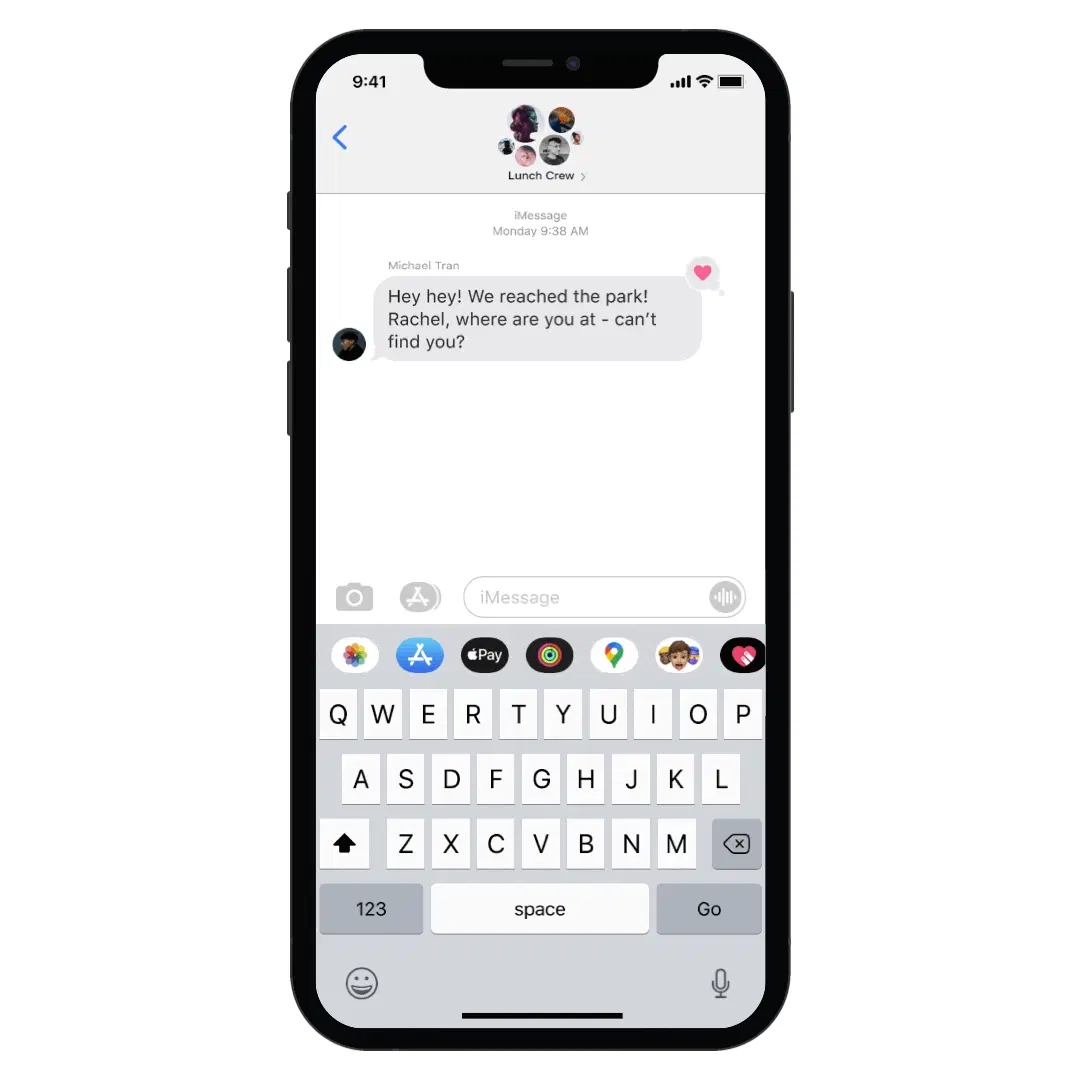 9:41
Lunch Crew
iMessage
Monday 9:38 AM
Michael Tran
Hey hey! We reached the park!
Rachel, where are you at - can’t
find you?
iMessage
Pay
Q W E R T Y U I O P
A S D F G H J K L
Z X C V B N M
123 space Go